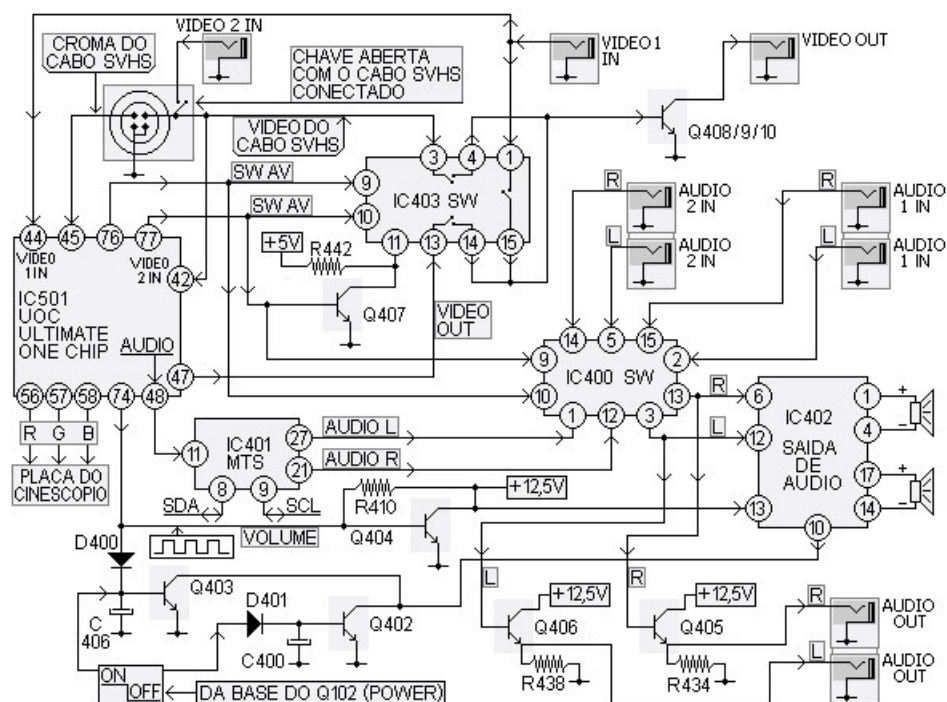 VIDEO 2 IN
CROMA DO
CABO SVHS
CHAVE ABERTA
COM O CABO SVHS
CONECTADO
VIDEO 1
IN
VIDEO OUT
Q408/9/10
VIDEO DO
CABO SVHS
3
4
1
SW AV
9
IC403 SW
SW AV
10
11
13
14
15
R
AUDIO
2 IN
R
AUDIO
1 IN
L
AUDIO
2 IN
L
AUDIO
1 IN
44
45
76
77
VIDEO
1 IN
VIDEO
2 IN
42
+5V
R442
Q407
VIDEO
OUT
IC501
UOC
ULTIMATE
ONE CHIP
AUDIO
47
56
57
58
74
48
14
5
15
9
2
IC400 SW
10
13
1
12
3
R
L
6
1
IC402
12
4
SAIDA
DE
AUDIO
17
13
14
10
+
-
+
-
R
G
B
PLACA DO
CINESCOPIO
IC401
MTS
11
27
AUDIO L
21
AUDIO R
8
9
SDA
SCL
R410
+12,5V
VOLUME
Q404
D400
Q403
C
406
D401
Q402
C400
ON
OFF
DA BASE DO Q102 (POWER)
L
+12,5V
Q406
R438
R
+12,5V
Q405
R434
R
AUDIO
OUT
L
AUDIO
OUT